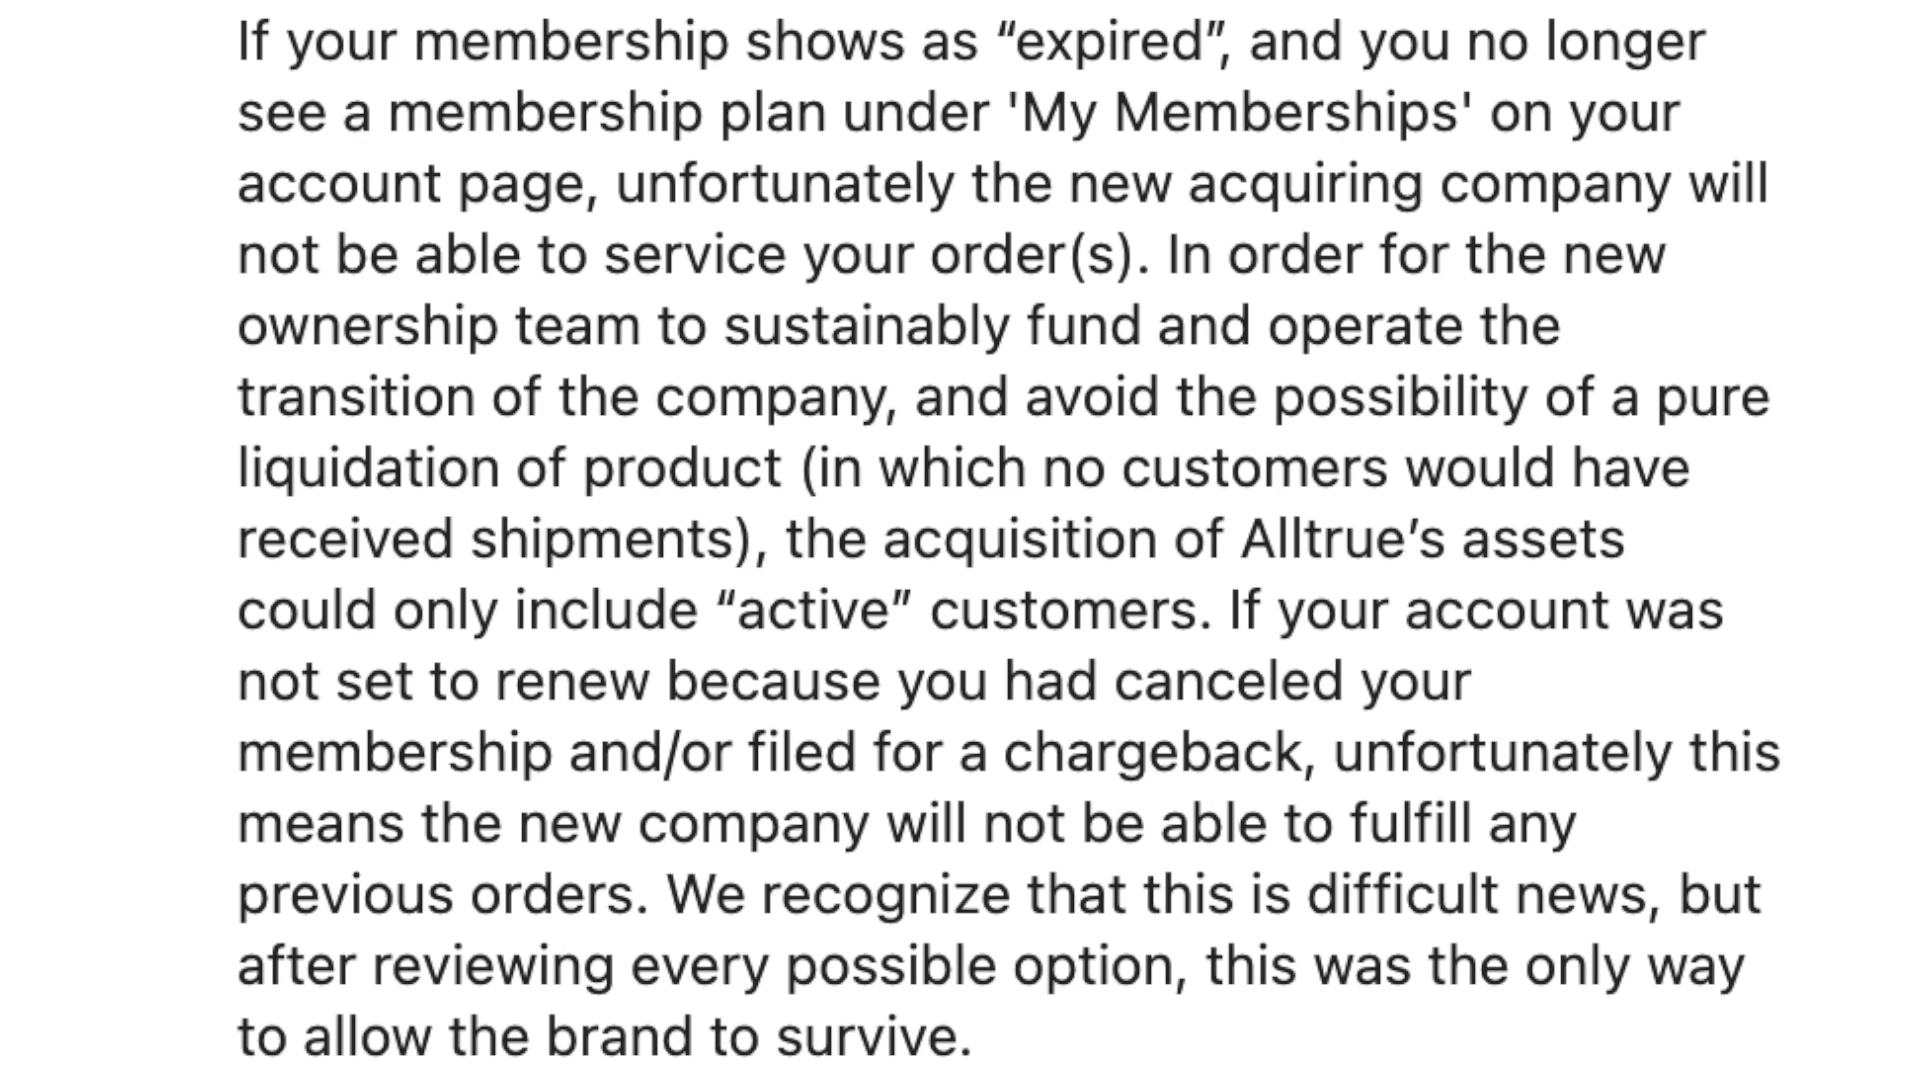 If your membership shows as “expired”, and you no longer
see a membership plan under 'My Memberships' on your
account page, unfortunately the new acquiring company will
not be able to service your order(s). In order for the new
ownership team to sustainably fund and operate the
transition of the company, and avoid the possibility of a pure
liquidation of product (in which no customers would have
received shipments), the acquisition of Alltrue’s assets
could only include “active” customers. If your account was
not set to renew because you had canceled your
membership and/or filed for a chargeback, unfortunately this
means the new company will not be able to fulfill any
previous orders. We recognize that this is difficult news, but
after reviewing every possible option, this was the only way
to allow the brand to survive.